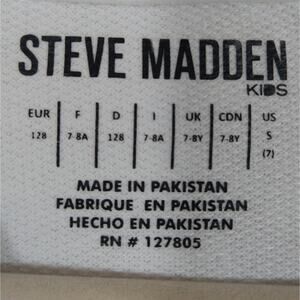 STEVE MADDEN
KIDS
EUR F D I UK CDN US
128 7-8A 128 7-8A 7-8Y 7-8Y S
(7)
MADE IN PAKISTAN
FABRIQUE EN PAKISTAN
HECHO EN PAKISTAN
RN # 127805